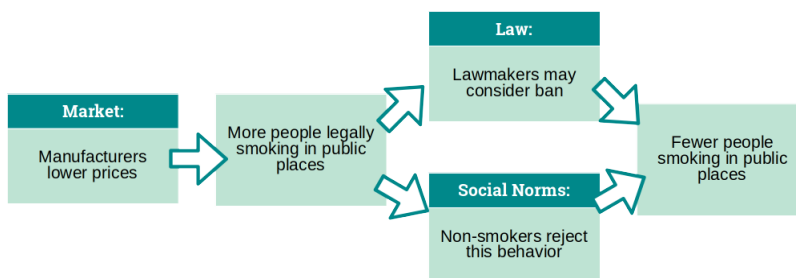 Market:
Manufacturers
lower prices
More people legally
smoking in public
places
Law:
Lawmakers may
consider ban
Social Norms:
Non-smokers reject
this behavior
Fewer people
smoking in public
places